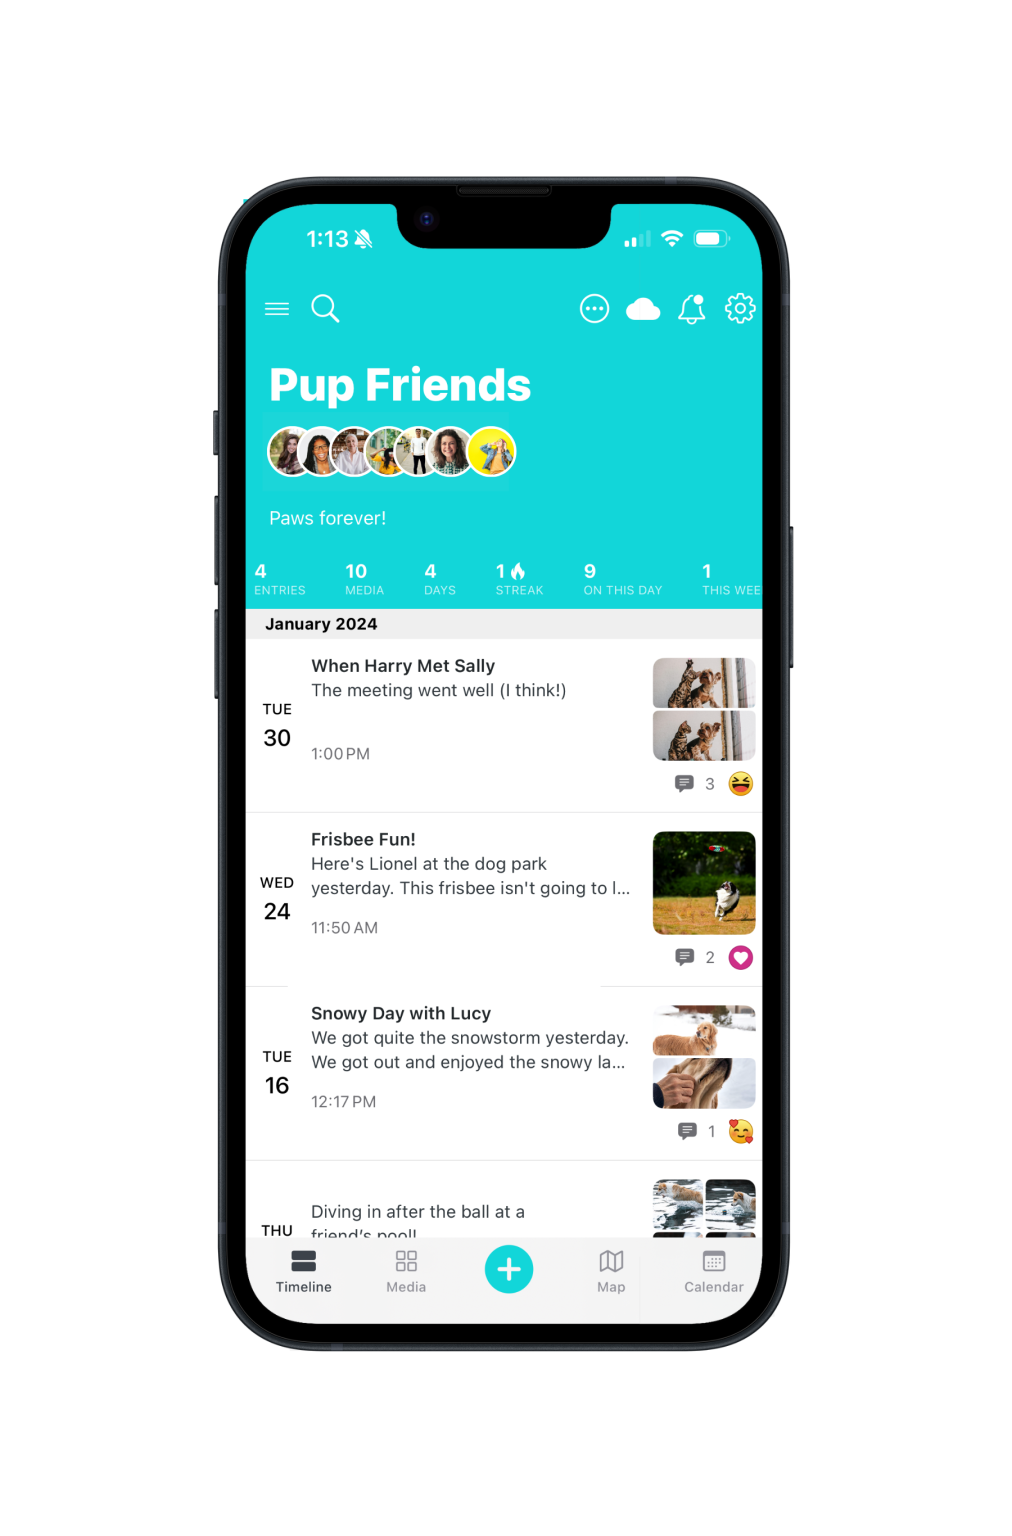 1:13
Pup Friends
Paws forever!
4 10 4 1 9 1
ENTRIES MEDIA DAYS STREAK ON THIS DAY THIS WEE
January 2024
When Harry Met Sally
The meeting went well (I think!)
TUE
30
1:00 PM
3
Frisbee Fun!
Here's Lionel at the dog park
WED
yesterday. This frisbee isn't going to l...
24
11:50 AM
2
Snowy Day with Lucy
We got quite the snowstorm yesterday.
TUE
We got out and enjoyed the snowy la...
16
12:17 PM
1
Diving in after the ball at a
THU
friend's pool!
Timeline Media Map Calendar